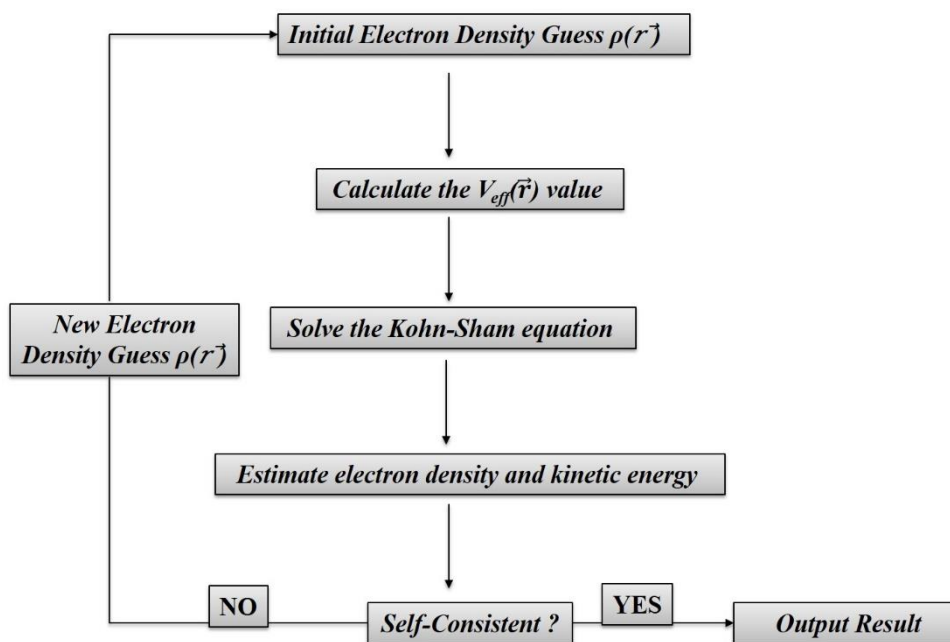 Initial Electron Density Guess ρ(r⃗)
Calculate the V_eff(r⃗) value
Solve the Kohn-Sham equation
New Electron
Density Guess ρ(r⃗)
Estimate electron density and kinetic energy
NO
YES
Self-Consistent ?
Output Result